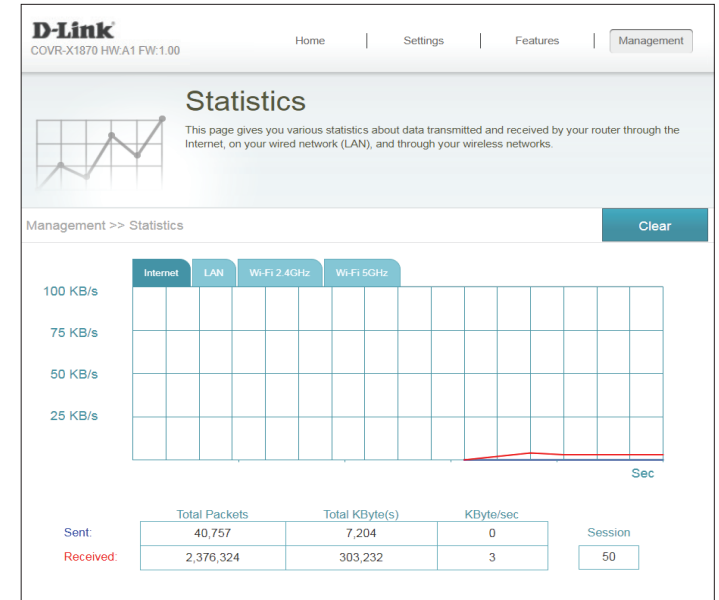 D-Link
COVR-X1870 HW:A1 FW:1.00
Home Settings Features Management
Statistics
This page gives you various statistics about data transmitted and received by your router through the
Internet, on your wired network (LAN), and through your wireless networks.
Management >> Statistics
Clear
Internet LAN Wi-Fi 2.4GHz Wi-Fi 5GHz
100 KB/s
75 KB/s
50 KB/s
25 KB/s
Sec
Total Packets Total KByte(s) KByte/sec
Sent: 40,757 7,204 0 Session
Received: 2,376,324 303,232 3 50